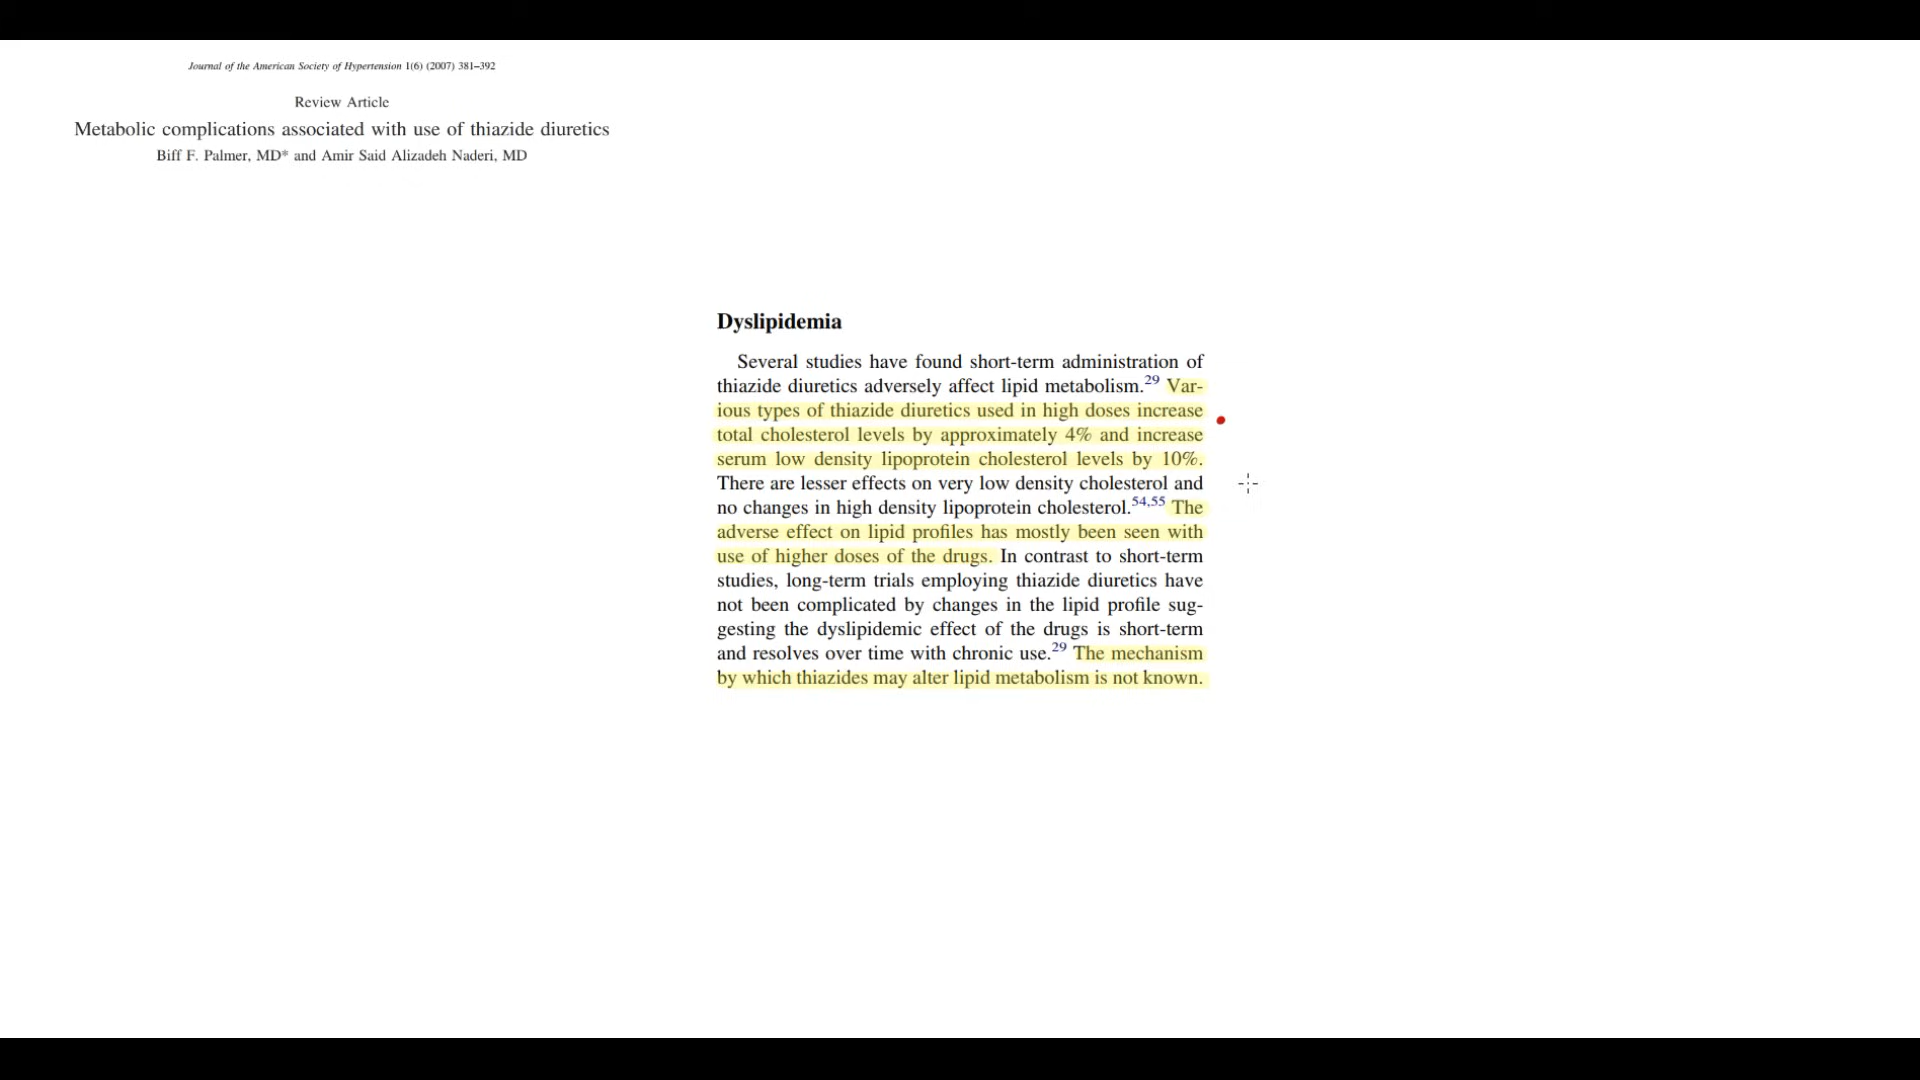 Journal of the American Society of Hypertension 1(6) (2007) 381–392
Review Article
Metabolic complications associated with use of thiazide diuretics
Biff F. Palmer, MD* and Amir Said Alizadeh Naderi, MD
Dyslipidemia
Several studies have found short-term administration of
thiazide diuretics adversely affect lipid metabolism.29 Var-
ious types of thiazide diuretics used in high doses increase
total cholesterol levels by approximately 4% and increase
serum low density lipoprotein cholesterol levels by 10%.
There are lesser effects on very low density cholesterol and
no changes in high density lipoprotein cholesterol.54,55 The
adverse effect on lipid profiles has mostly been seen with
use of higher doses of the drugs. In contrast to short-term
studies, long-term trials employing thiazide diuretics have
not been complicated by changes in the lipid profile sug-
gesting the dyslipidemic effect of the drugs is short-term
and resolves over time with chronic use.29 The mechanism
by which thiazides may alter lipid metabolism is not known.